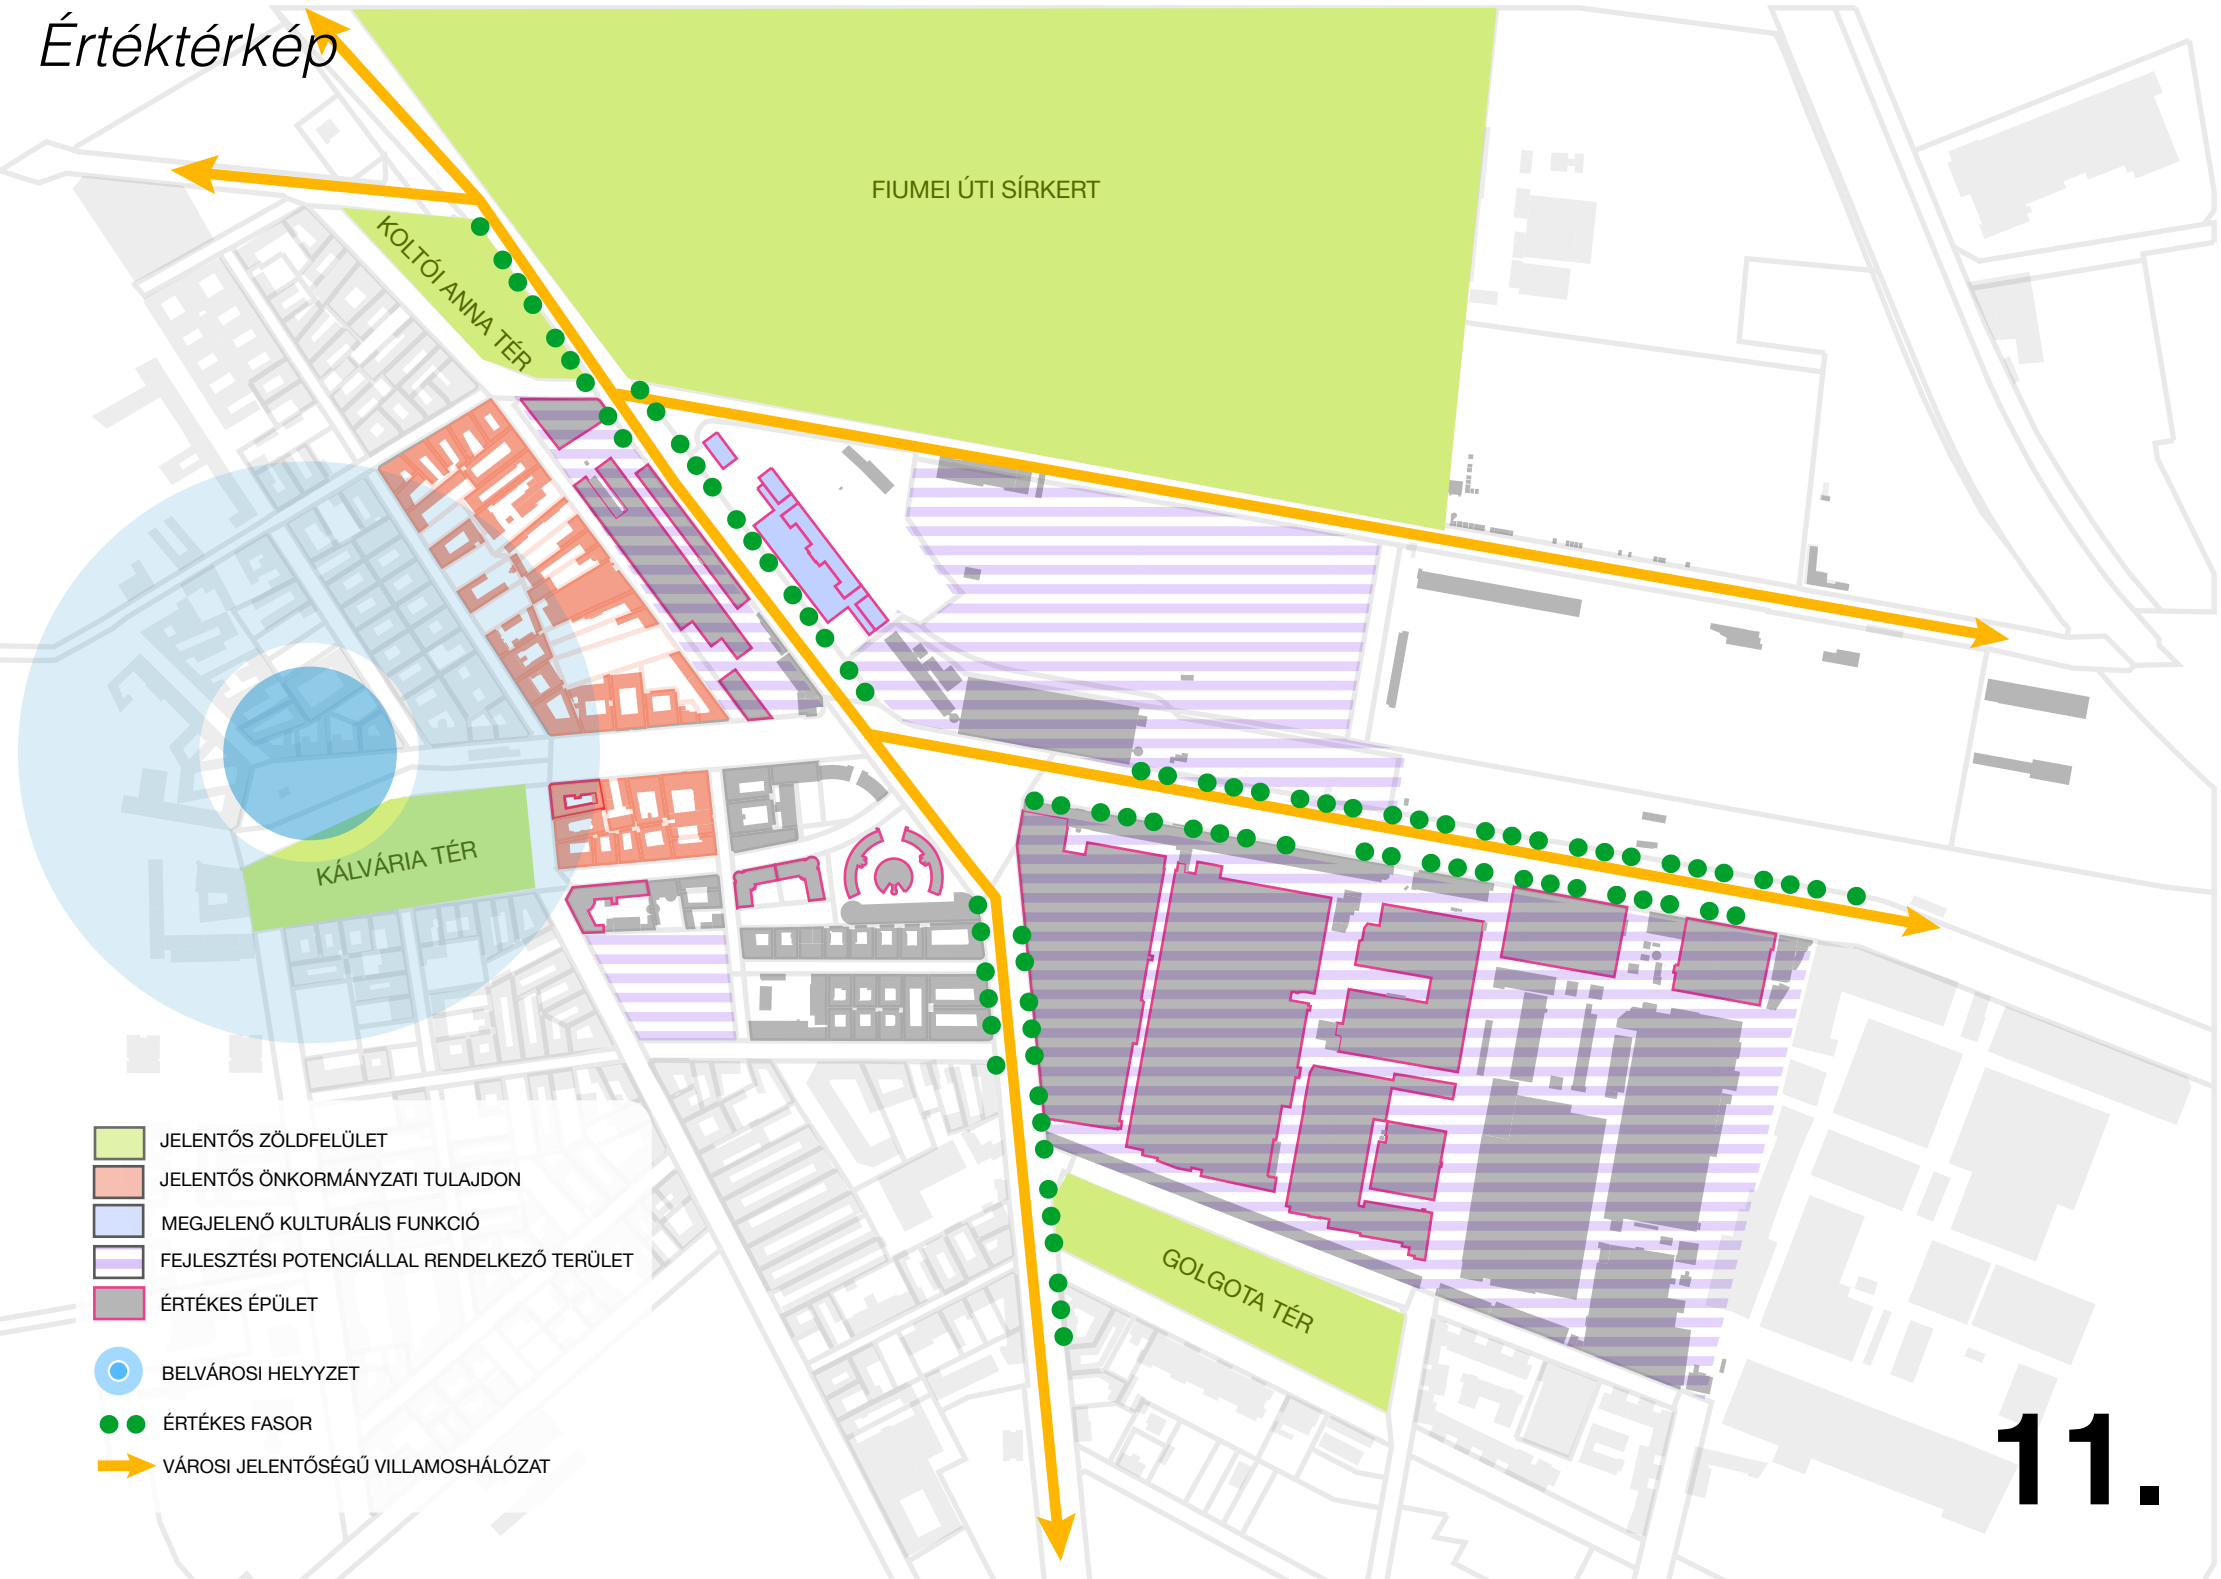 Értéktérkép
FIUMEI ÚTI SÍRKERT
KOLTÓI ANNA TÉR
KÁLVÁRIA TÉR
GOLGOTA TÉR
JELENTŐS ZÖLDFELÜLET
JELENTŐS ÖNKORMÁNYZATI TULAJDON
MEGJELENŐ KULTURÁLIS FUNKCIÓ
FEJLESZTÉSI POTENCIÁLLAL RENDELKEZŐ TERÜLET
ÉRTÉKES ÉPÜLET
BELVÁROSI HELYYZET
ÉRTÉKES FASOR
VÁROSI JELENTŐSÉGŰ VILLAMOSHÁLÓZAT
11.